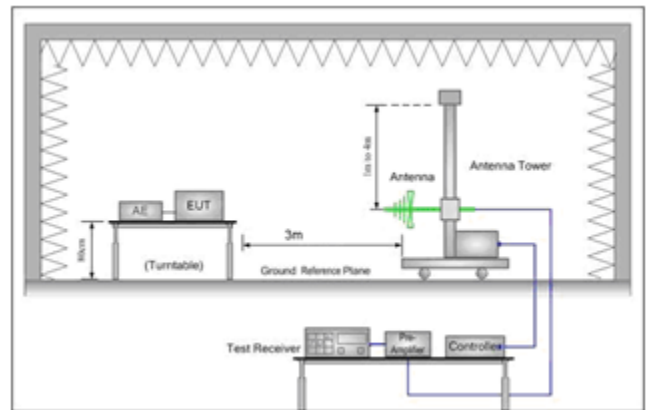 1m to 4m
Antenna
Antenna Tower
AE
EUT
80cm
3m
(Turntable)
Ground Reference Plane
Test Receiver
Pre-
Amplifier
Controller